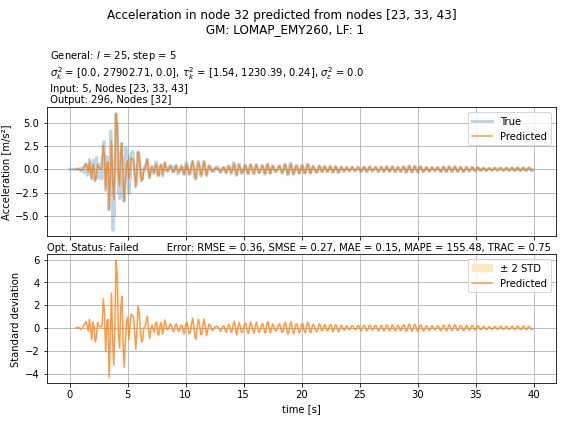 Acceleration in node 32 predicted from nodes [23, 33, 43]
GM: LOMAP_EMY260, LF: 1
General: l = 25, step = 5
σ²ₖ = [0.0, 27902.71, 0.0], τ²ₖ = [1.54, 1230.39, 0.24], σ²ε = 0.0
Input: 5, Nodes [23, 33, 43]
Output: 296, Nodes [32]
Acceleration [m/s²]
5.0
2.5
0.0
−2.5
−5.0
True
Predicted
Opt. Status: Failed Error: RMSE = 0.36, SMSE = 0.27, MAE = 0.15, MAPE = 155.48, TRAC = 0.75
Standard deviation
6
4
2
0
−2
−4
± 2 STD
Predicted
0 5 10 15 20 25 30 35 40
time [s]